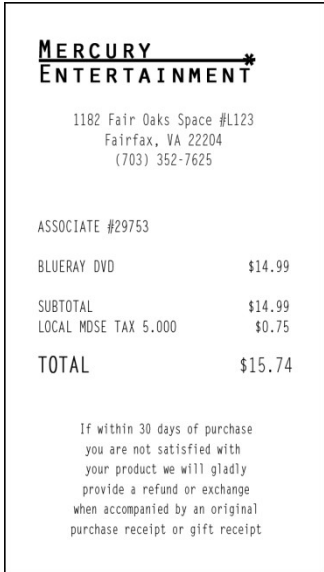 MERCURY
ENTERTAINMENT
1182 Fair Oaks Space #L123
Fairfax, VA 22204
(703) 352-7625
ASSOCIATE #29753
BLUERAY DVD $14.99
SUBTOTAL $14.99
LOCAL MDSE TAX 5.000 $0.75
TOTAL $15.74
If within 30 days of purchase
you are not satisfied with
your product we will gladly
provide a refund or exchange
when accompanied by an original
purchase receipt or gift receipt